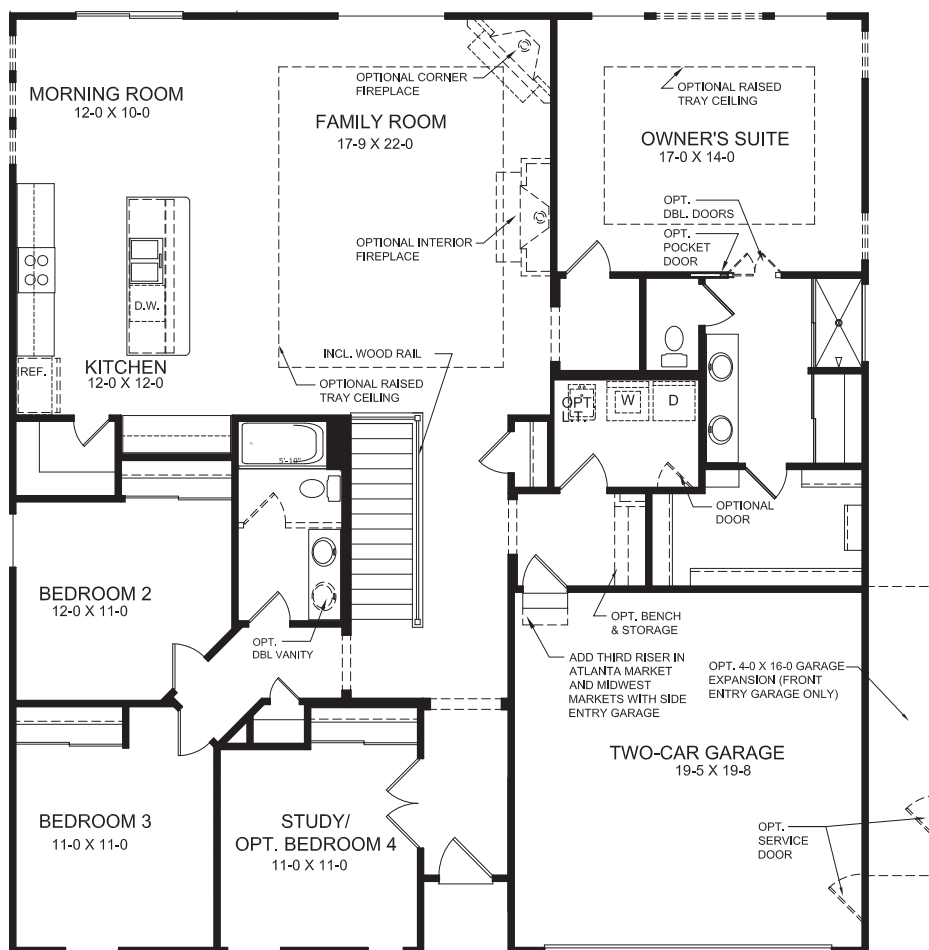 MORNING ROOM
12-0 X 10-0
OPTIONAL CORNER
FIREPLACE
FAMILY ROOM
17-9 X 22-0
OPTIONAL RAISED
TRAY CEILING
OWNER'S SUITE
17-0 X 14-0
OPT.
DBL. DOORS
OPT.
POCKET
DOOR
OPTIONAL INTERIOR
FIREPLACE
D.W.
KITCHEN
12-0 X 12-0
REF.
INCL. WOOD RAIL
OPTIONAL RAISED
TRAY CEILING
OPT
L.T.
W
D
5'-10"
OPTIONAL
DOOR
BEDROOM 2
12-0 X 11-0
OPT.
DBL VANITY
OPT. BENCH
& STORAGE
ADD THIRD RISER IN
ATLANTA MARKET
AND MIDWEST
MARKETS WITH SIDE
ENTRY GARAGE
OPT. 4-0 X 16-0 GARAGE
EXPANSION (FRONT
ENTRY GARAGE ONLY)
TWO-CAR GARAGE
19-5 X 19-8
BEDROOM 3
11-0 X 11-0
STUDY/
OPT. BEDROOM 4
11-0 X 11-0
OPT.
SERVICE
DOOR